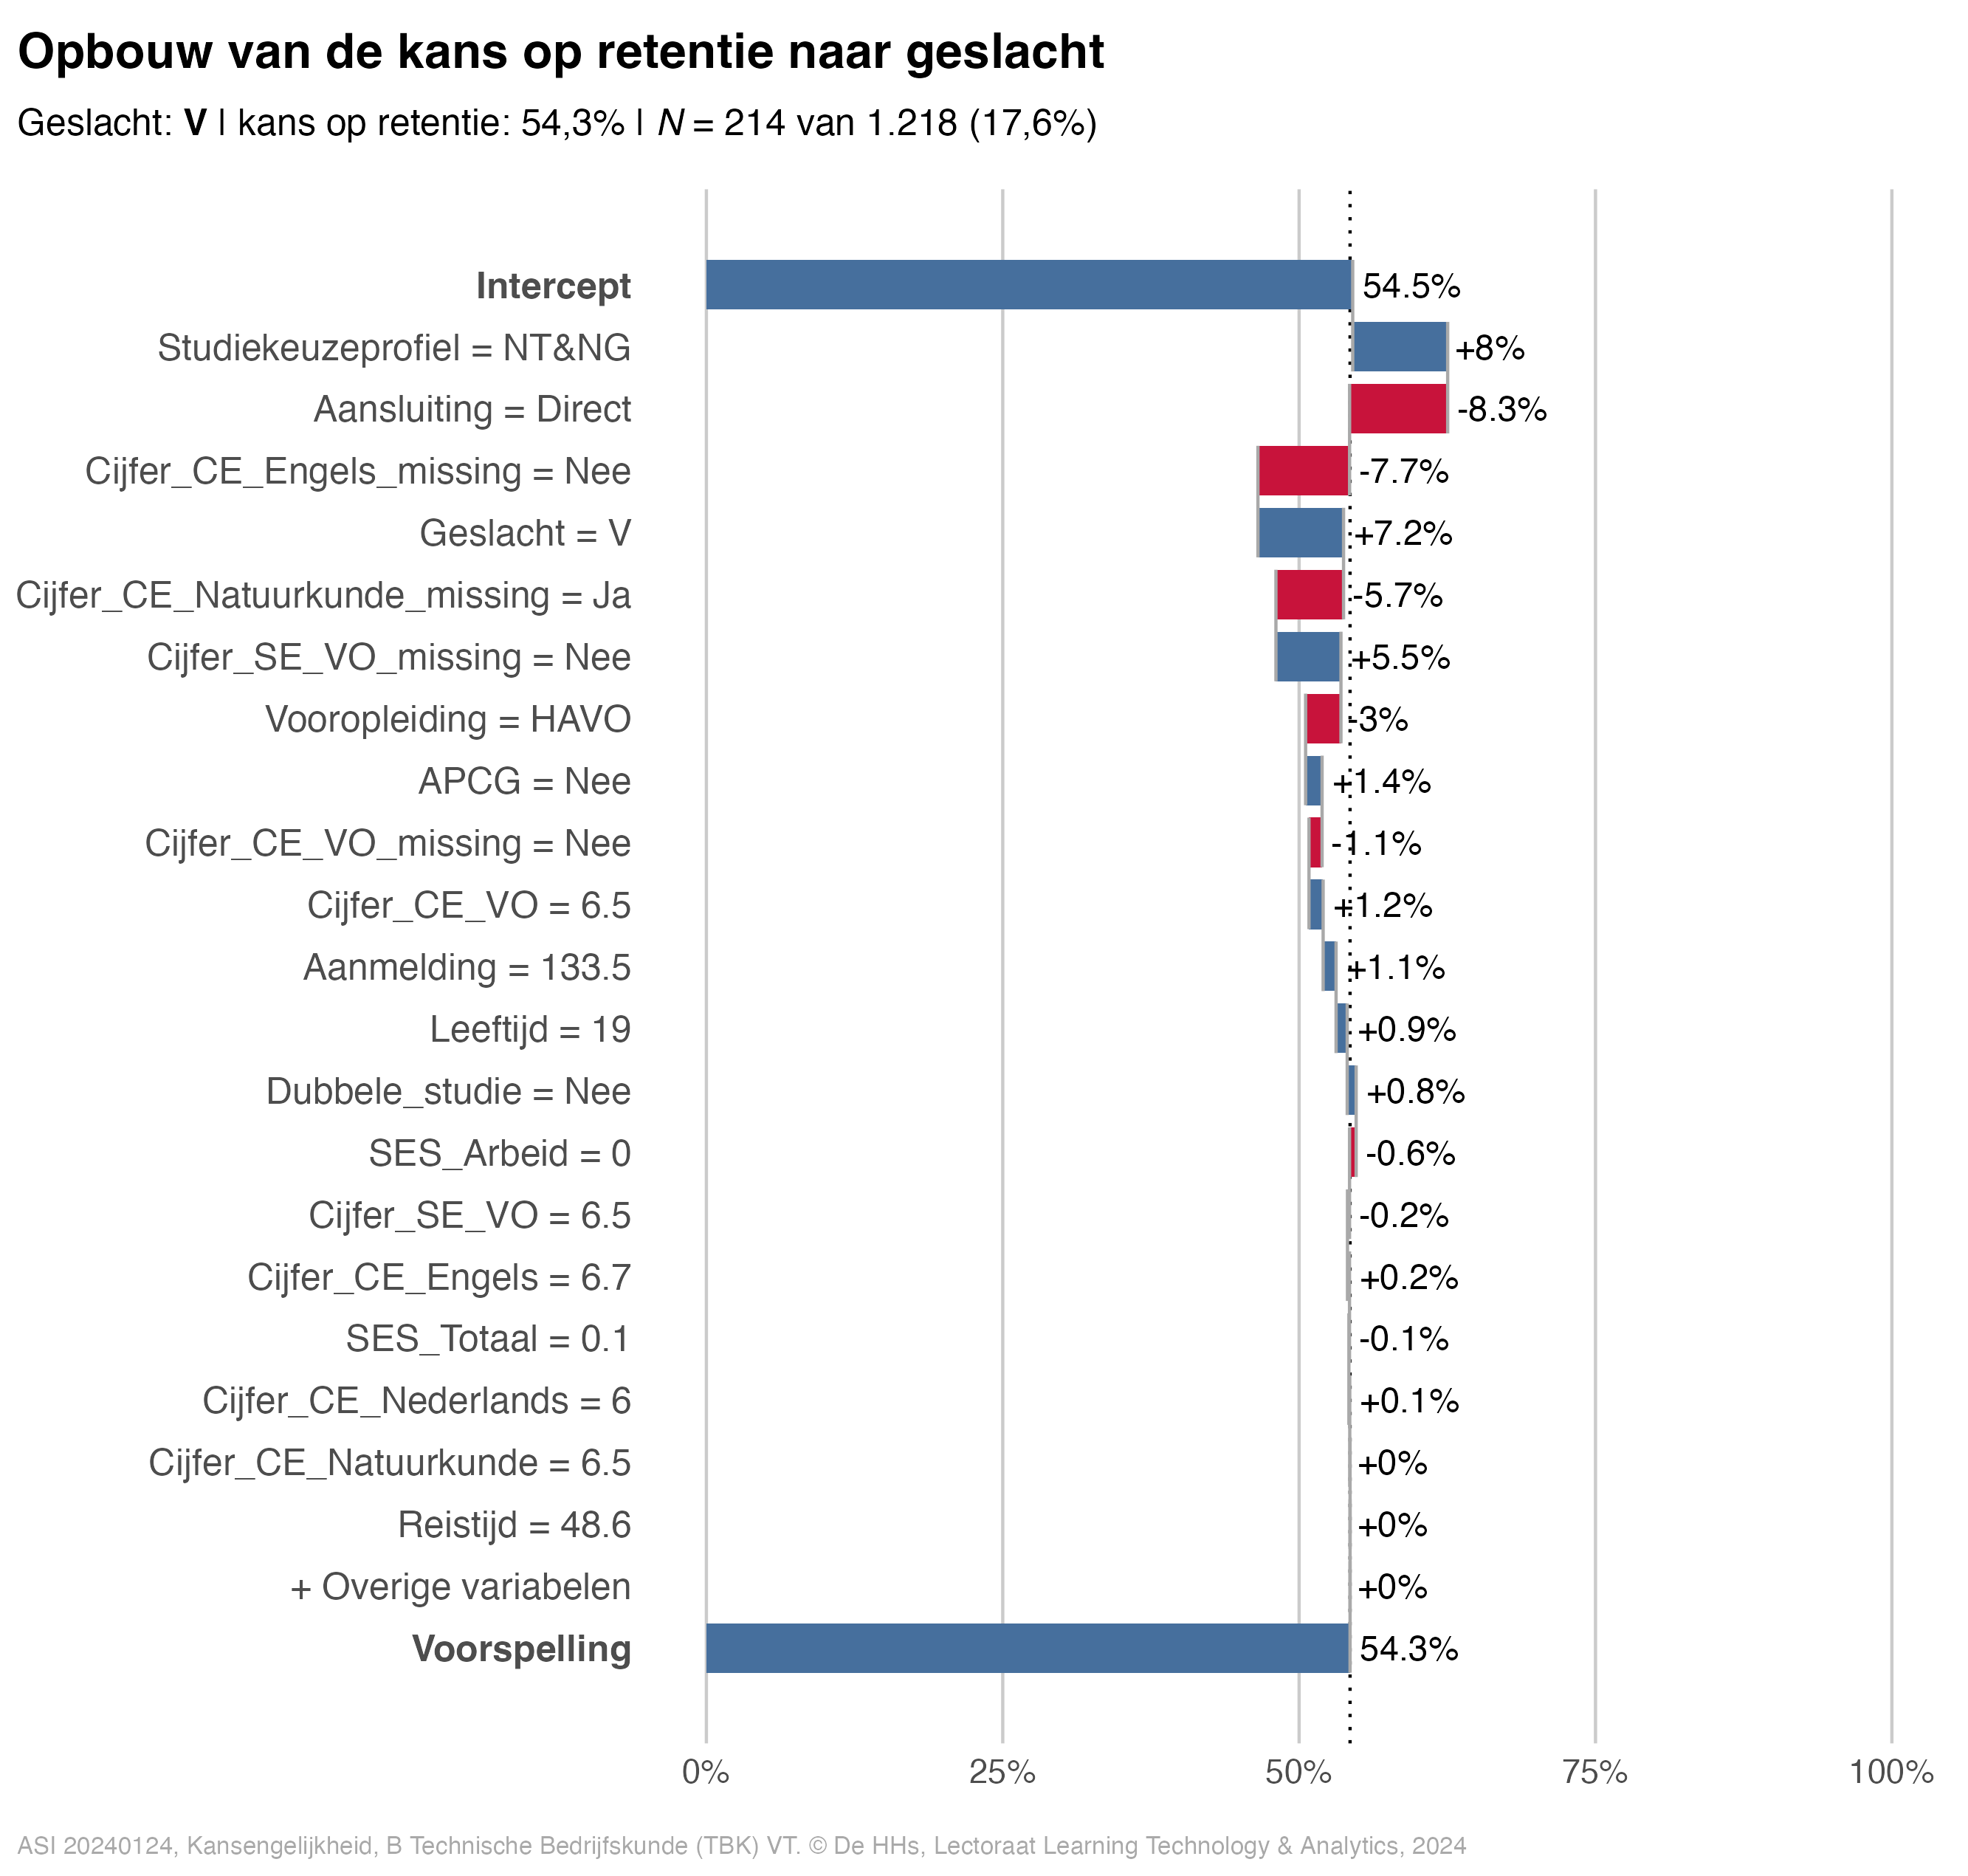 Opbouw van de kans op retentie naar geslacht
Geslacht: V | kans op retentie: 54,3% | N = 214 van 1.218 (17,6%)
Intercept 54.5%
Studiekeuzeprofiel = NT&NG +8%
Aansluiting = Direct -8.3%
Cijfer_CE_Engels_missing = Nee -7.7%
Geslacht = V +7.2%
Cijfer_CE_Natuurkunde_missing = Ja -5.7%
Cijfer_SE_VO_missing = Nee +5.5%
Vooropleiding = HAVO -3%
APCG = Nee +1.4%
Cijfer_CE_VO_missing = Nee -1.1%
Cijfer_CE_VO = 6.5 +1.2%
Aanmelding = 133.5 +1.1%
Leeftijd = 19 +0.9%
Dubbele_studie = Nee +0.8%
SES_Arbeid = 0 -0.6%
Cijfer_SE_VO = 6.5 -0.2%
Cijfer_CE_Engels = 6.7 +0.2%
SES_Totaal = 0.1 -0.1%
Cijfer_CE_Nederlands = 6 +0.1%
Cijfer_CE_Natuurkunde = 6.5 +0%
Reistijd = 48.6 +0%
+ Overige variabelen +0%
Voorspelling 54.3%
0% 25% 50% 75% 100%
ASI 20240124, Kansengelijkheid, B Technische Bedrijfskunde (TBK) VT. © De HHs, Lectoraat Learning Technology & Analytics, 2024